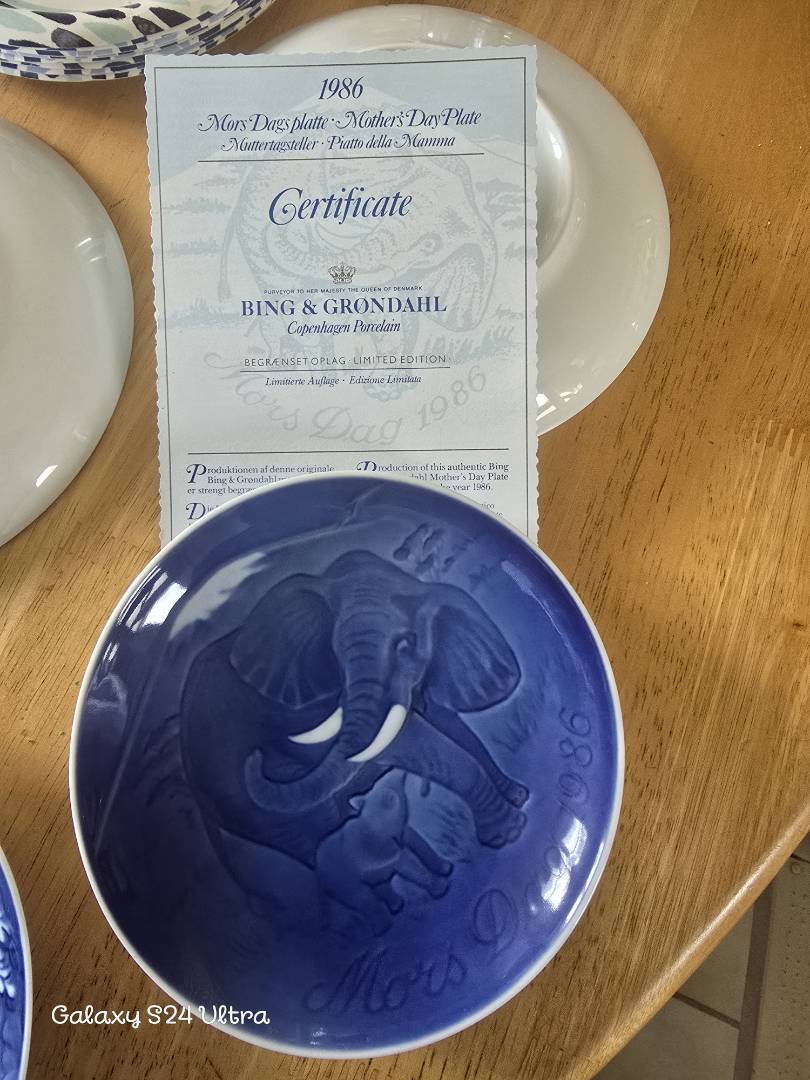 1986
Mors Dags platte · Mother's Day Plate
Muttertagsteller · Piatto della Mamma
Certificate
PURVEYOR TO HER MAJESTY THE QUEEN OF DENMARK
BING & GRØNDAHL
Copenhagen Porcelain
BEGRÆNSET OPLAG · LIMITED EDITION
Limitierte Auflage · Edizione Limitata
Mors Dag 1986
Produktionen af denne originale
Bing & Grøndahl
er strengt
Production of this authentic Bing
Mother's Day Plate
year 1986.
Mors Dag 1986
Galaxy S24 Ultra